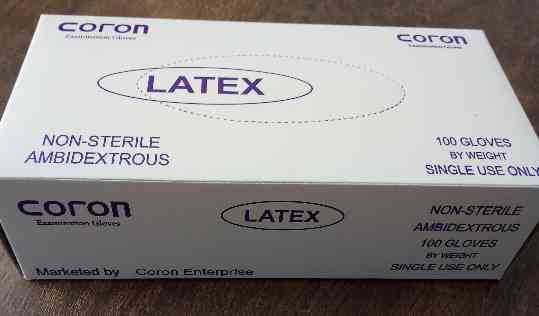 coron
Examination Gloves
coron
Examination Gloves
LATEX
NON-STERILE
AMBIDEXTROUS
100 GLOVES
BY WEIGHT
SINGLE USE ONLY
coron
Examination Gloves
LATEX
NON-STERILE
AMBIDEXTROUS
100 GLOVES
BY WEIGHT
SINGLE USE ONLY
Marketed by Coron Enterprise